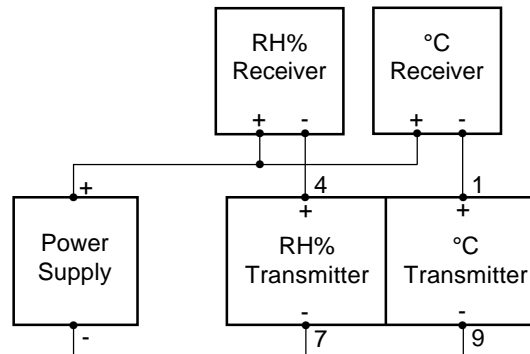 RH%
Receiver
+ -
°C
Receiver
+ -
+
4
1
Power
Supply
-
+
RH%
Transmitter
-
7
+
°C
Transmitter
-
9